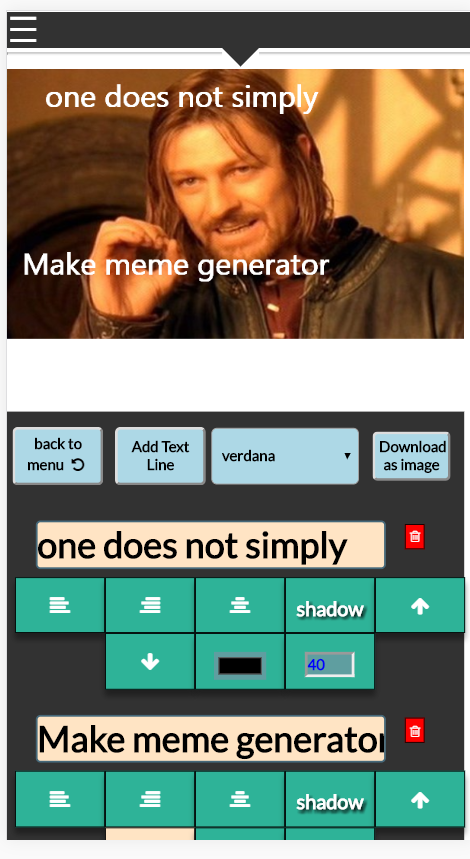 one does not simply
Make meme generator
back to
menu
Add Text
Line
verdana
Download
as image
one does not simply
shadow
40
Make meme generator
shadow